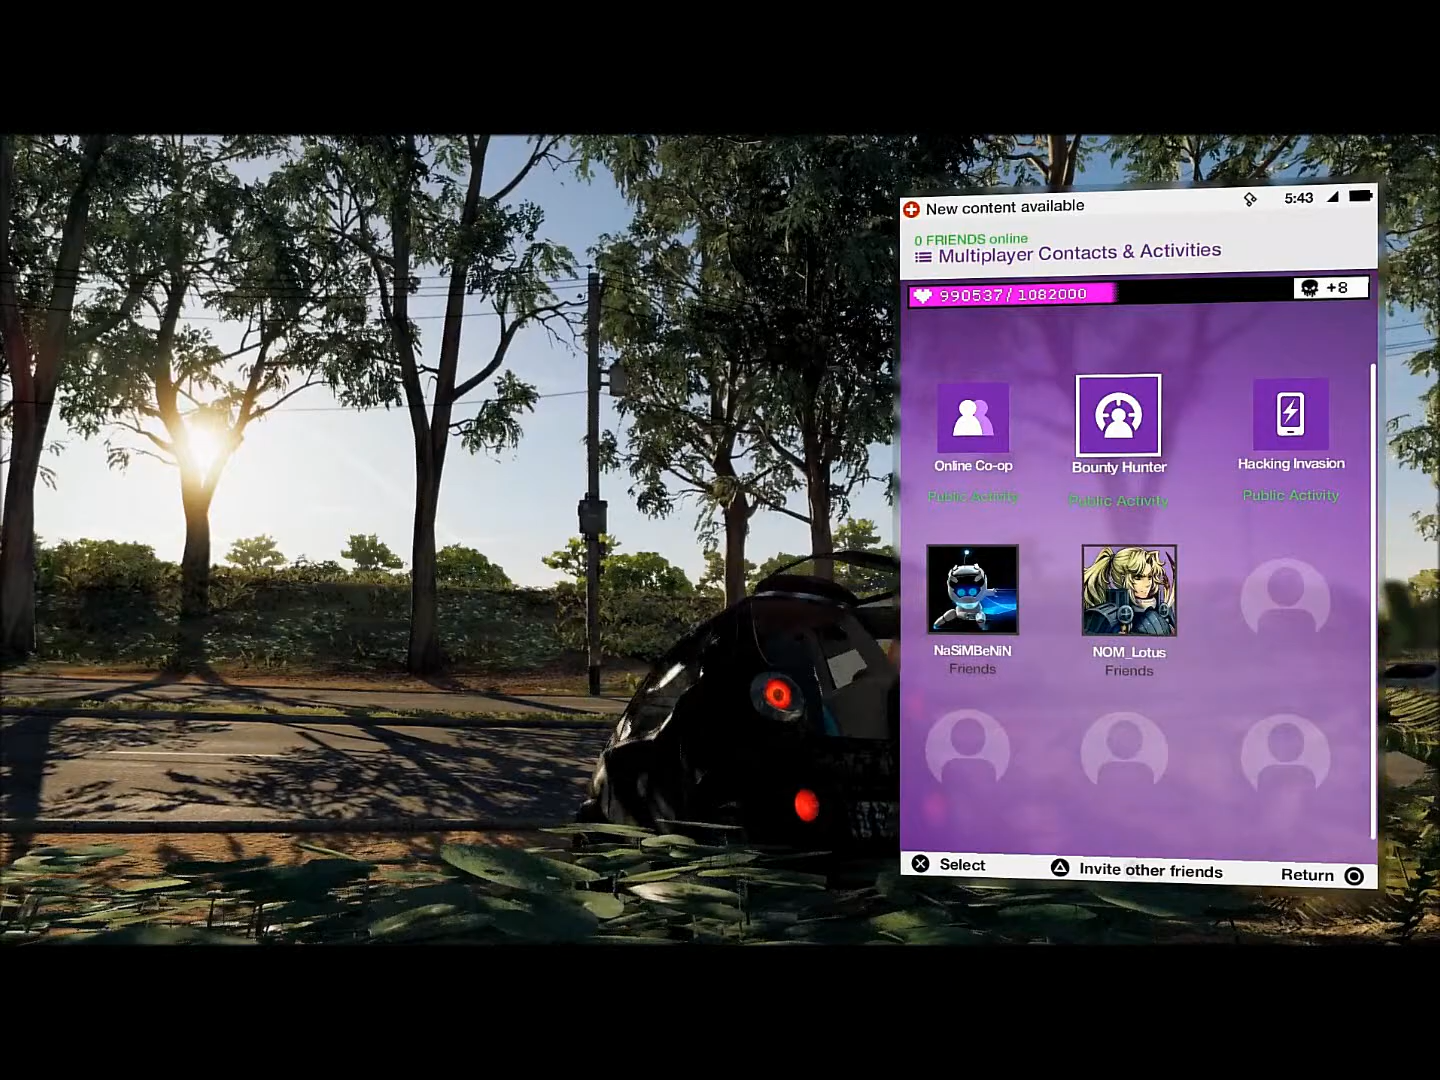 New content available
5:43
0 FRIENDS online
Multiplayer Contacts & Activities
990537/ 1082000
+8
Online Co-op
Bounty Hunter
Hacking Invasion
Public Activity
Public Activity
Public Activity
NaSiMBeNiN
NOM_Lotus
Friends
Friends
Select
Invite other friends
Return